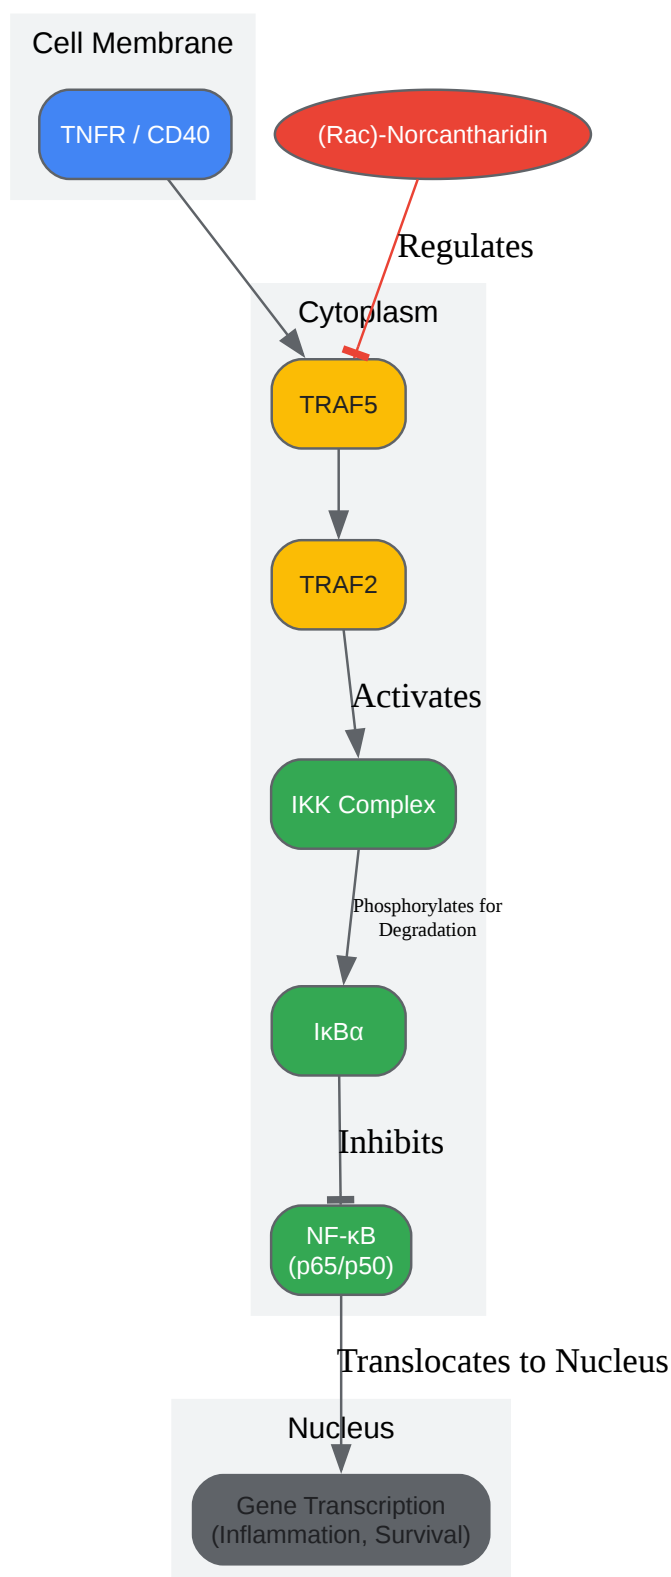 Cell Membrane
TNFR / CD40
(Rac)-Norcantharidin
Regulates
Cytoplasm
TRAF5
TRAF2
Activates
IKK Complex
Phosphorylates for
Degradation
IκBα
Inhibits
NF-κB
(p65/p50)
Translocates to Nucleus
Nucleus
Gene Transcription
(Inflammation, Survival)